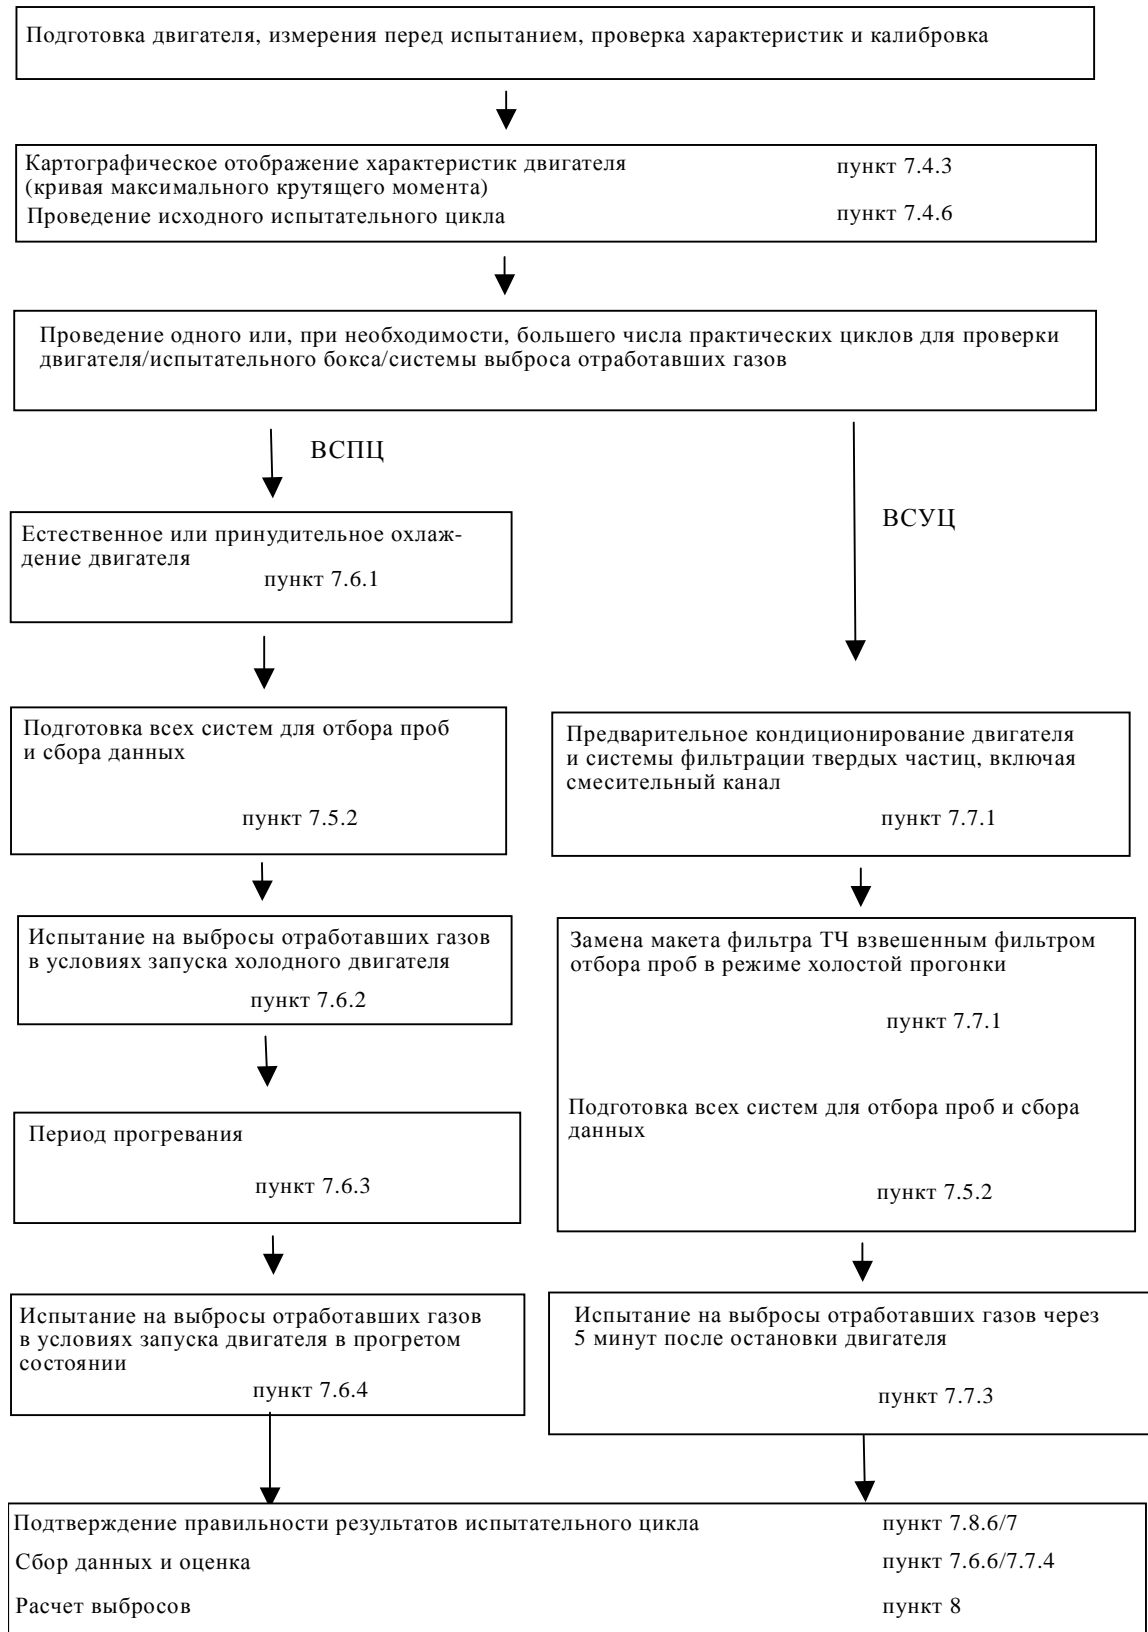 Подготовка двигателя, измерения перед испытанием, проверка характеристик и калибровка
Картографическое отображение характеристик двигателя
(кривая максимального крутящего момента)
пункт 7.4.3
Проведение исходного испытательного цикла
пункт 7.4.6
Проведение одного или, при необходимости, большего числа практических циклов для проверки
двигателя/испытательного бокса/системы выброса отработавших газов
ВСПЦ
Естественное или принудительное охлаж-
дение двигателя
пункт 7.6.1
Подготовка всех систем для отбора проб
и сбора данных
пункт 7.5.2
Испытание на выбросы отработавших газов
в условиях запуска холодного двигателя
пункт 7.6.2
Период прогревания
пункт 7.6.3
Испытание на выбросы отработавших газов
в условиях запуска двигателя в прогретом
состоянии
пункт 7.6.4
ВСУЦ
Предварительное кондиционирование двигателя
и системы фильтрации твердых частиц, включая
смесительный канал
пункт 7.7.1
Замена макета фильтра ТЧ взвешенным фильтром
отбора проб в режиме холостой прогонки
пункт 7.7.1
Подготовка всех систем для отбора проб и сбора
данных
пункт 7.5.2
Испытание на выбросы отработавших газов через
5 минут после остановки двигателя
пункт 7.7.3
Подтверждение правильности результатов испытательного цикла
пункт 7.8.6/7
Сбор данных и оценка
пункт 7.6.6/7.7.4
Расчет выбросов
пункт 8